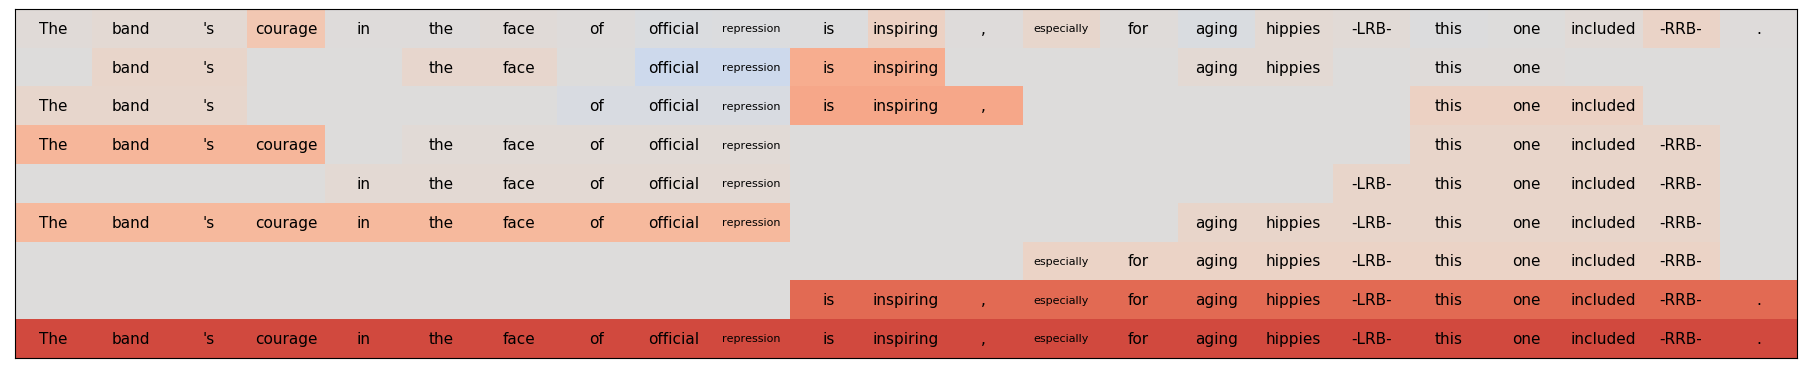 The band 's courage in the face of official repression is inspiring , especially for aging hippies -LRB- this one included -RRB- .
band 's the face official repression is inspiring aging hippies this one
The band 's of official repression is inspiring , this one included
The band 's courage the face of official repression this one included -RRB-
in the face of official repression -LRB- this one included -RRB-
The band 's courage in the face of official repression aging hippies -LRB- this one included -RRB-
especially for aging hippies -LRB- this one included -RRB-
is inspiring , especially for aging hippies -LRB- this one included -RRB- .
The band 's courage in the face of official repression is inspiring , especially for aging hippies -LRB- this one included -RRB- .